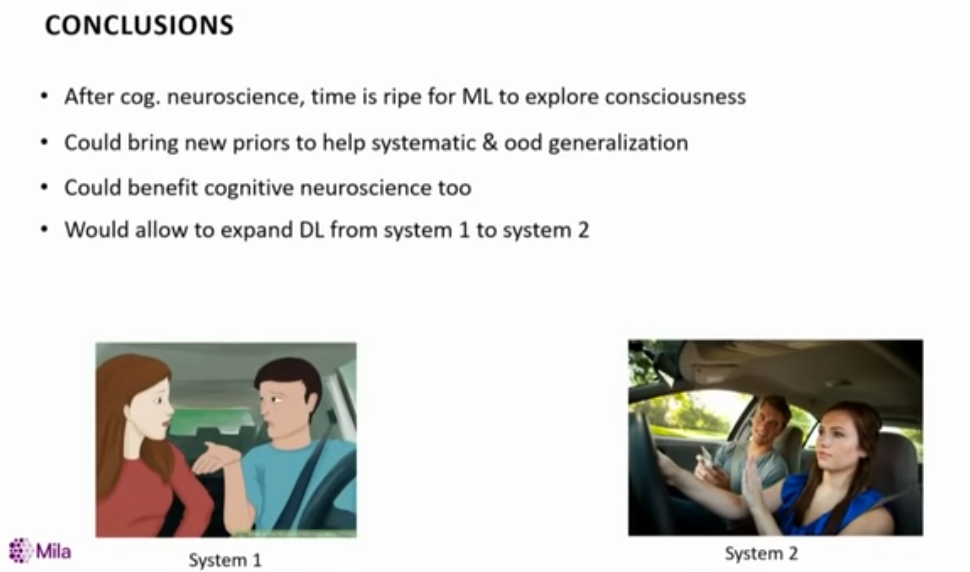 CONCLUSIONS
• After cog. neuroscience, time is ripe for ML to explore consciousness
• Could bring new priors to help systematic & ood generalization
• Could benefit cognitive neuroscience too
• Would allow to expand DL from system 1 to system 2
Mila
System 1
System 2